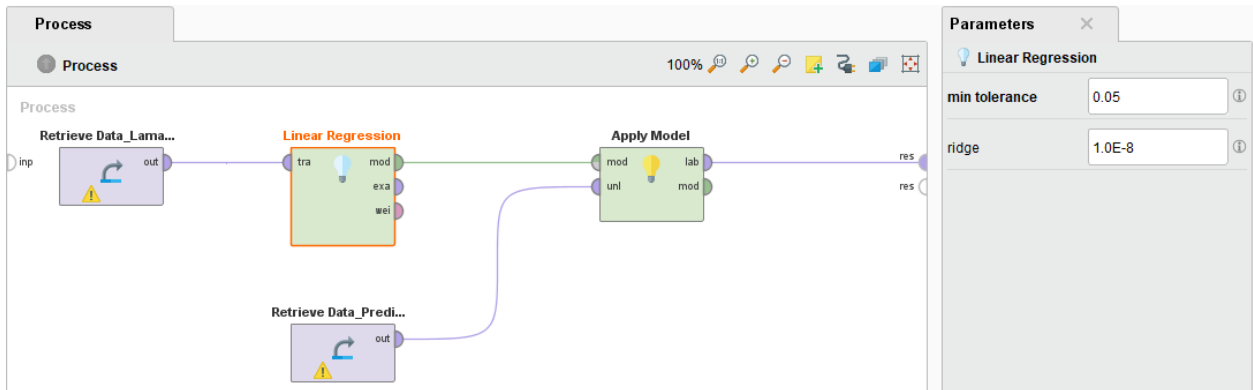 Process
Process
100%
Process
inp
Retrieve Data_Lama...
out
Linear Regression
tra
mod
exa
wei
Apply Model
mod
lab
unl
mod
res
res
Retrieve Data_Predi...
out
Parameters
Linear Regression
min tolerance 0.05
ridge 1.0E-8